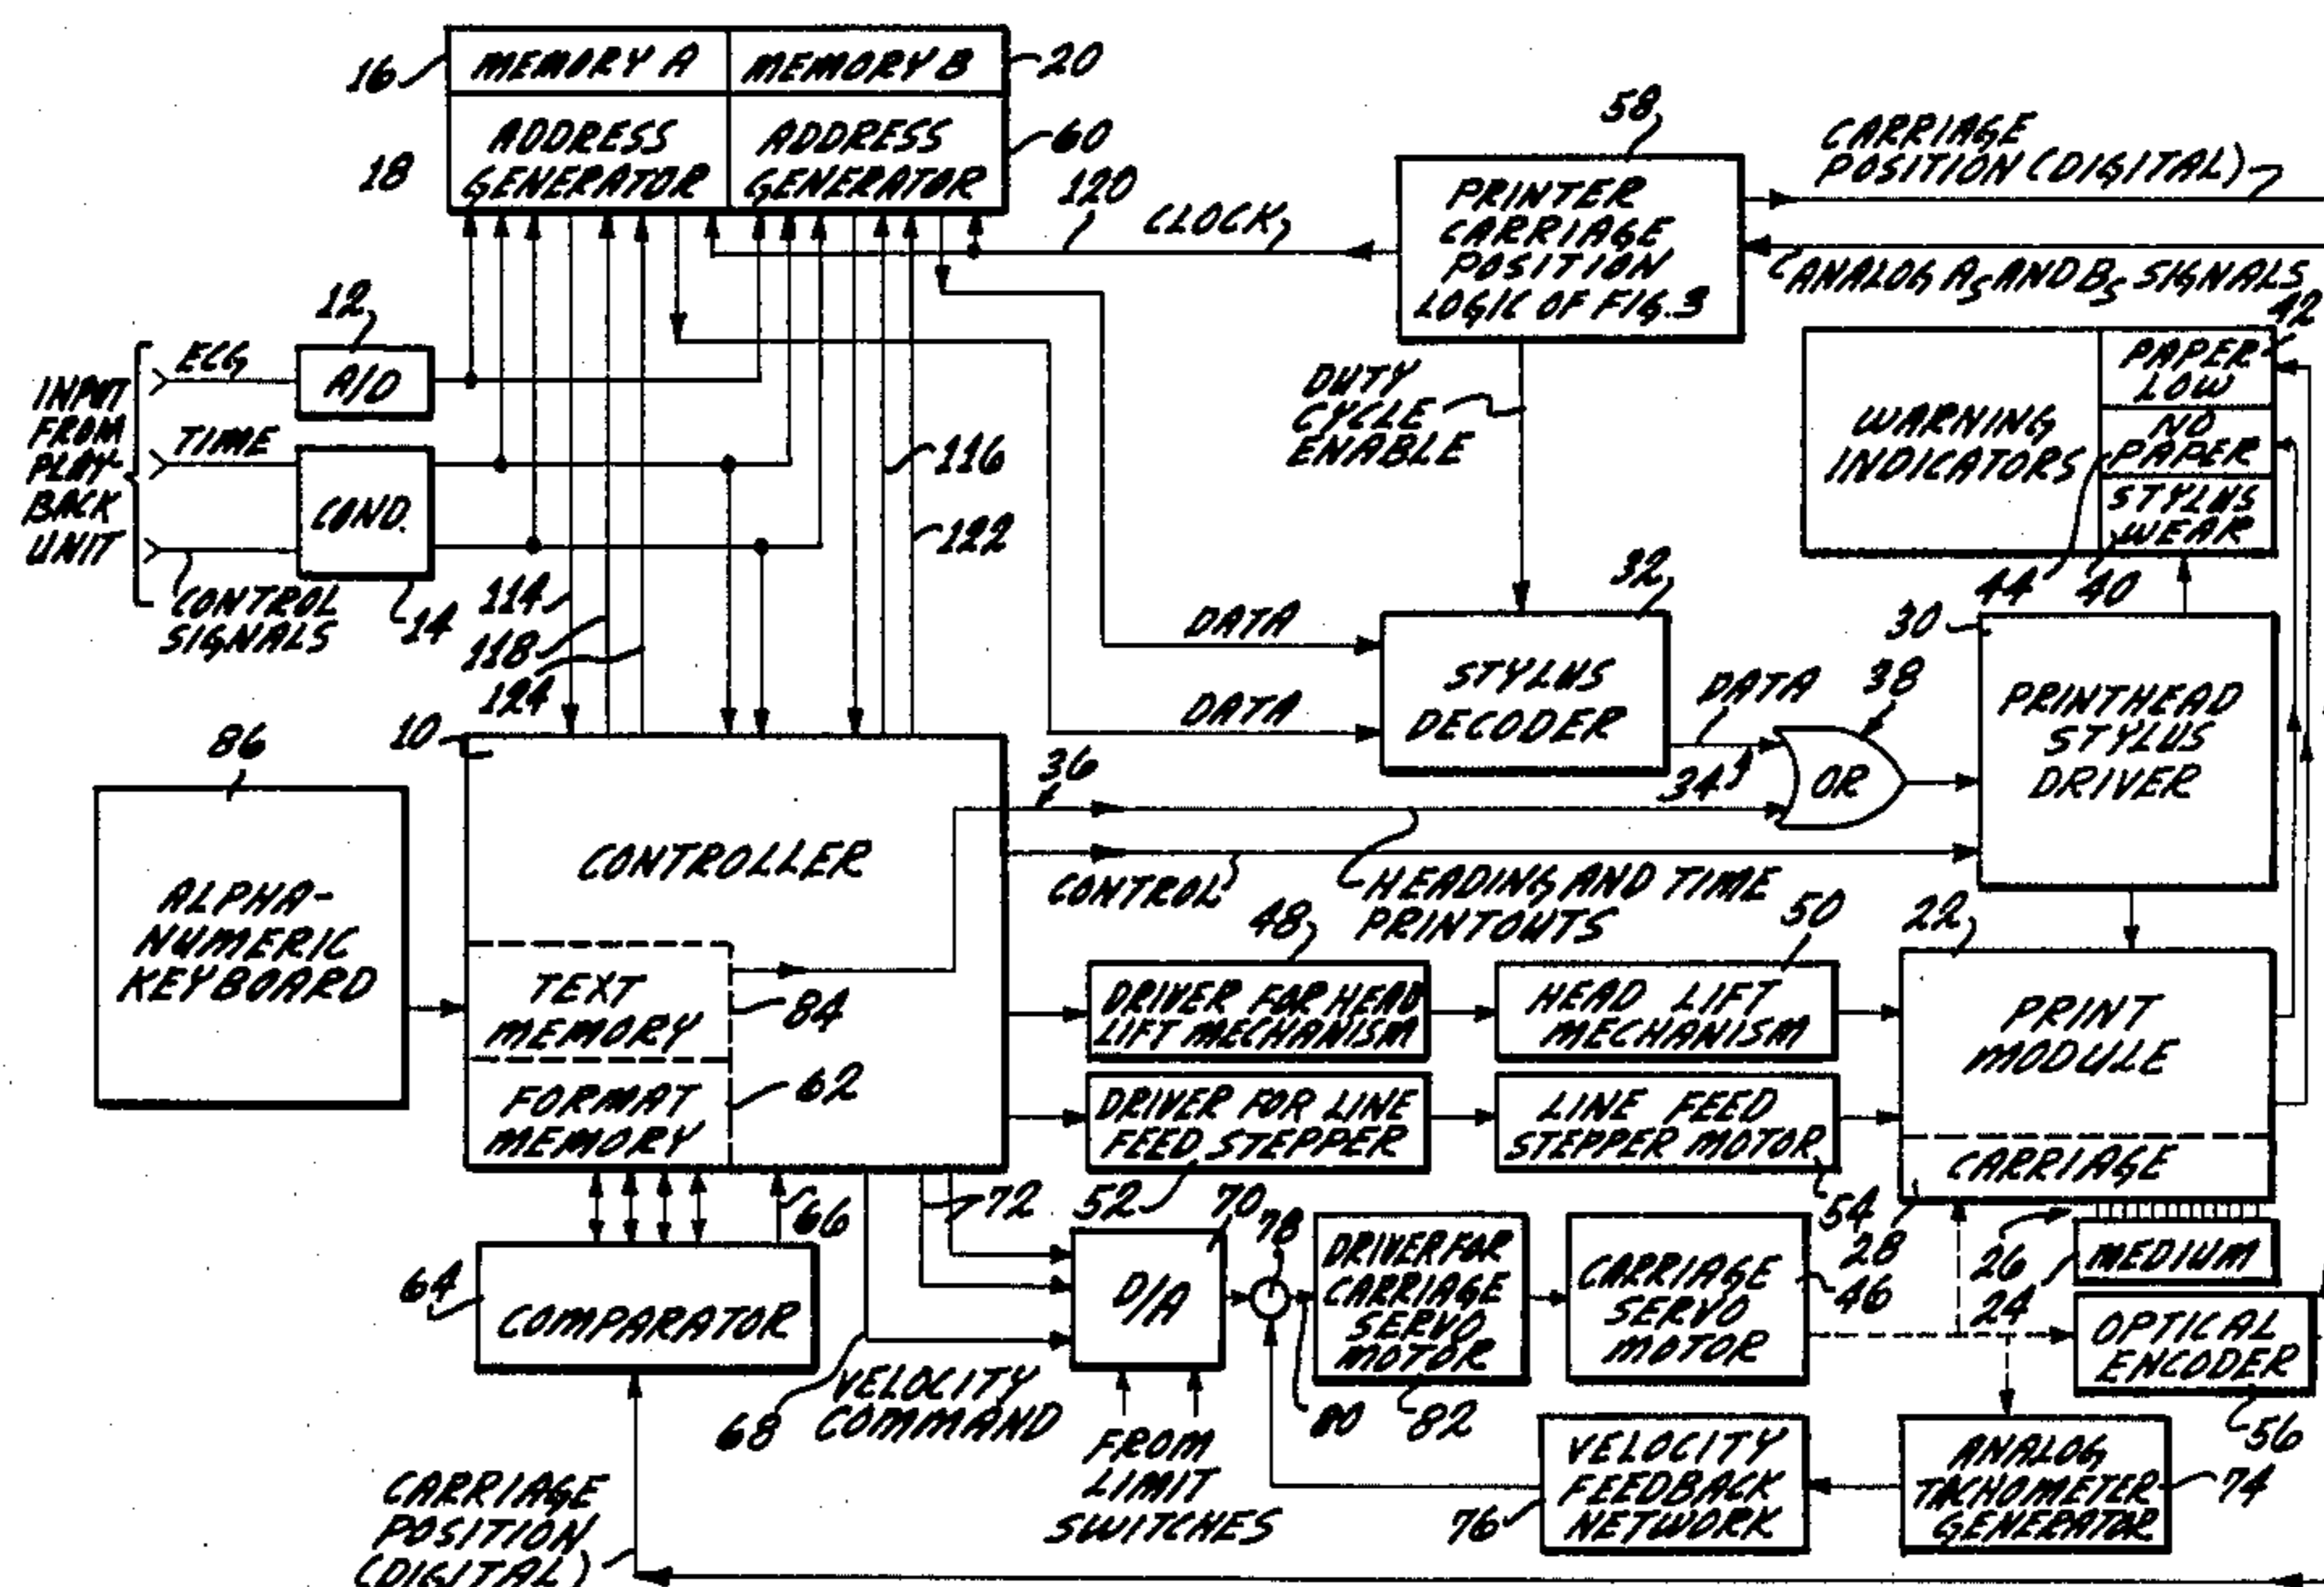 16
MEMORY A
MEMORY B
20
18
ADDRESS
GENERATOR
ADDRESS
GENERATOR
60
120
CLOCK
58
PRINTER
CARRIAGE
POSITION
LOGIC OF FIG. 3
CARRIAGE
POSITION (DIGITAL)
ANALOG AS AND BS SIGNALS
INPUT
FROM
PLAY-
BACK
UNIT
ECG
12
A/D
TIME
COND.
14
CONTROL
SIGNALS
114
118
124
116
122
DUTY
CYCLE
ENABLE
WARNING
INDICATORS
PAPER
LOW
42
NO
PAPER
STYLUS
WEAR
44
40
DATA
DATA
32
STYLUS
DECODER
DATA
34
38
OR
30
PRINTHEAD
STYLUS
DRIVER
86
ALPHA-
NUMERIC
KEYBOARD
10
CONTROLLER
36
CONTROL
HEADING AND TIME
PRINTOUTS
TEXT
MEMORY
84
FORMAT
MEMORY
62
48
DRIVER FOR HEAD
LIFT MECHANISM
50
HEAD LIFT
MECHANISM
22
PRINT
MODULE
CARRIAGE
DRIVER FOR LINE
FEED STEPPER
52
LINE FEED
STEPPER MOTOR
54
28
26
MEDIUM
24
64
COMPARATOR
66
68
VELOCITY
COMMAND
72
70
D/A
FROM
LIMIT
SWITCHES
78
80
DRIVER FOR
CARRIAGE
SERVO
MOTOR
82
CARRIAGE
SERVO
MOTOR
46
OPTICAL
ENCODER
56
76
VELOCITY
FEEDBACK
NETWORK
ANALOG
TACHOMETER
GENERATOR
74
CARRIAGE
POSITION
(DIGITAL)